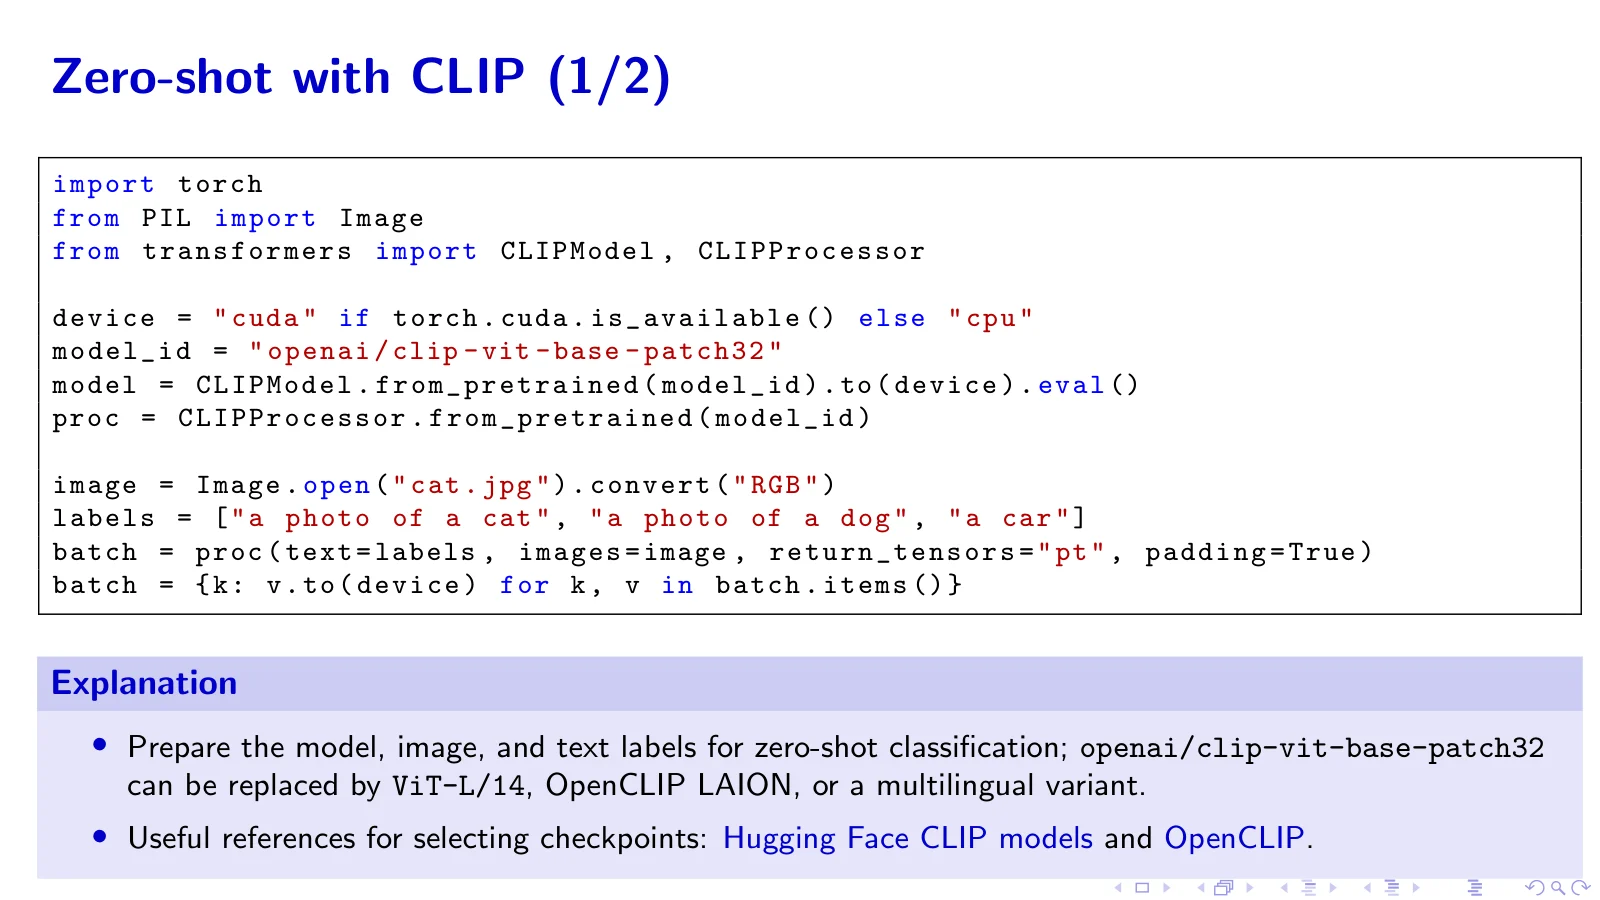 Zero-shot with CLIP (1/2)
import torch
from PIL import Image
from transformers import CLIPModel, CLIPProcessor
device = "cuda" if torch.cuda.is_available() else "cpu"
model_id = "openai/clip-vit-base-patch32"
model = CLIPModel.from_pretrained(model_id).to(device).eval()
proc = CLIPProcessor.from_pretrained(model_id)
image = Image.open("cat.jpg").convert("RGB")
labels = ["a photo of a cat", "a photo of a dog", "a car"]
batch = proc(text=labels, images=image, return_tensors="pt", padding=True)
batch = {k: v.to(device) for k, v in batch.items()}
Explanation
• Prepare the model, image, and text labels for zero-shot classification; openai/clip-vit-base-patch32
can be replaced by ViT-L/14, OpenCLIP LAION, or a multilingual variant.
• Useful references for selecting checkpoints: Hugging Face CLIP models and OpenCLIP.